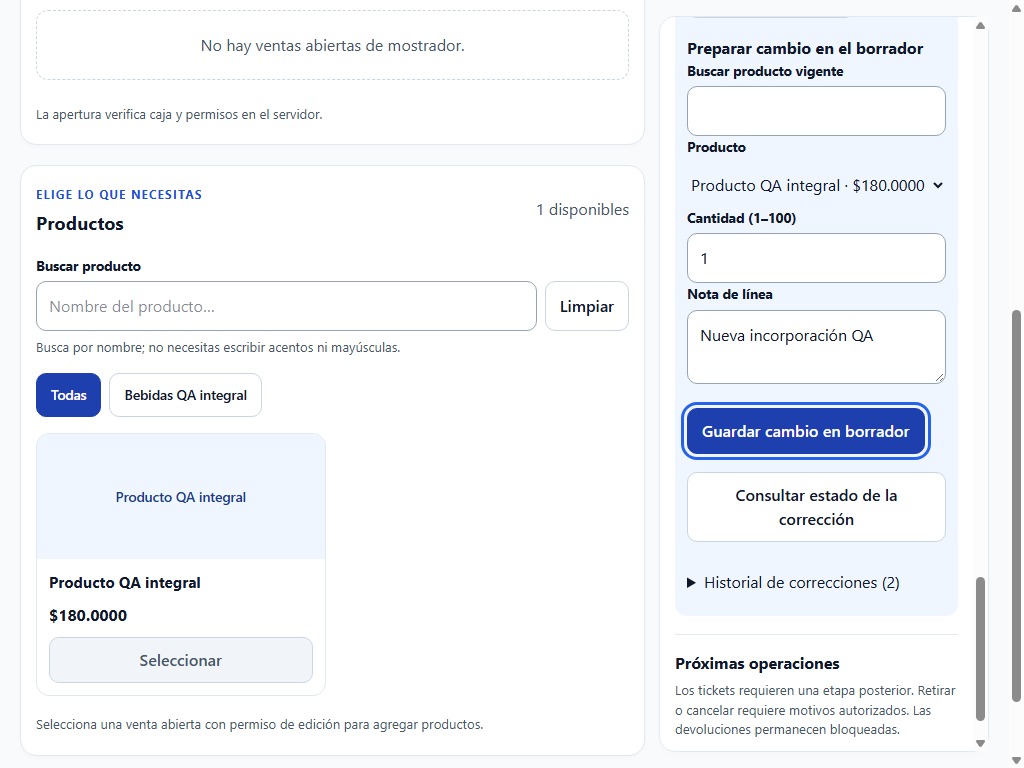 No hay ventas abiertas de mostrador.
La apertura verifica caja y permisos en el servidor.
ELIGE LO QUE NECESITAS
Productos
1 disponibles
Buscar producto
Nombre del producto...
Limpiar
Busca por nombre; no necesitas escribir acentos ni mayúsculas.
Todas
Bebidas QA integral
Producto QA integral
Producto QA integral
$180.0000
Seleccionar
Selecciona una venta abierta con permiso de edición para agregar productos.
Preparar cambio en el borrador
Buscar producto vigente
Producto
Producto QA integral · $180.0000
Cantidad (1–100)
1
Nota de línea
Nueva incorporación QA
Guardar cambio en borrador
Consultar estado de la
corrección
Historial de correcciones (2)
Próximas operaciones
Los tickets requieren una etapa posterior. Retirar
o cancelar requiere motivos autorizados. Las
devoluciones permanecen bloqueadas.